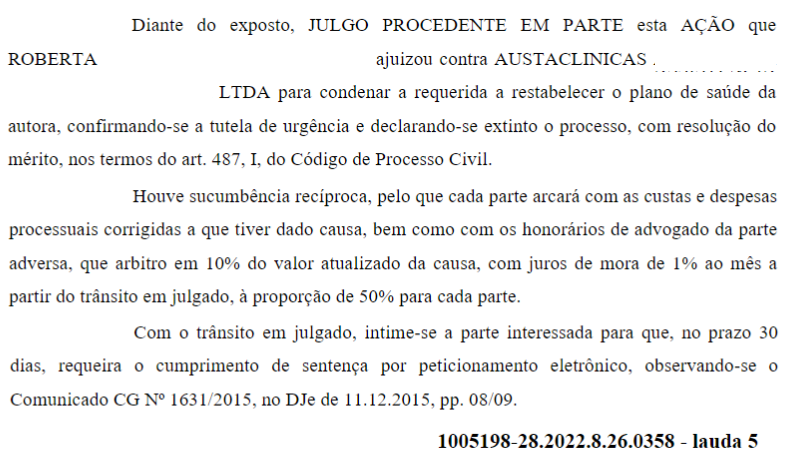 Diante do exposto, JULGO PROCEDENTE EM PARTE esta AÇÃO que
ROBERTA ajuizou contra AUSTACLINICAS
LTDA para condenar a requerida a restabelecer o plano de saúde da
autora, confirmando-se a tutela de urgência e declarando-se extinto o processo, com resolução do
mérito, nos termos do art. 487, I, do Código de Processo Civil.
Houve sucumbência recíproca, pelo que cada parte arcará com as custas e despesas
processuais corrigidas a que tiver dado causa, bem como com os honorários de advogado da parte
adversa, que arbitro em 10% do valor atualizado da causa, com juros de mora de 1% ao mês a
partir do trânsito em julgado, à proporção de 50% para cada parte.
Com o trânsito em julgado, intime-se a parte interessada para que, no prazo 30
dias, requeira o cumprimento de sentença por peticionamento eletrônico, observando-se o
Comunicado CG Nº 1631/2015, no DJe de 11.12.2015, pp. 08/09.
1005198-28.2022.8.26.0358 - lauda 5